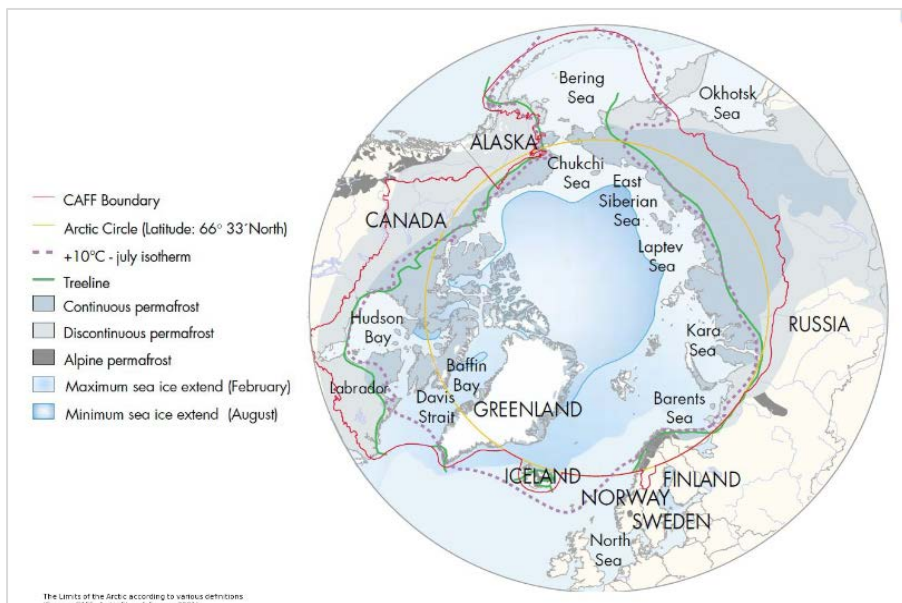 CAFF Boundary
Arctic Circle (Latitude: 66° 33´North)
+10°C - july isotherm
Treeline
Continuous permafrost
Discontinuous permafrost
Alpine permafrost
Maximum sea ice extend (February)
Minimum sea ice extend (August)
Bering
Sea
Okhotsk
Sea
ALASKA
Chukchi
Sea
East
Siberian
Sea
CANADA
Laptev
Sea
Hudson
Bay
Kara
Sea
RUSSIA
Baffin
Bay
Labrador
Davis
Strait
GREENLAND
Barents
Sea
ICELAND
FINLAND
NORWAY
SWEDEN
North
Sea
The Limits of the Arctic according to various definitions